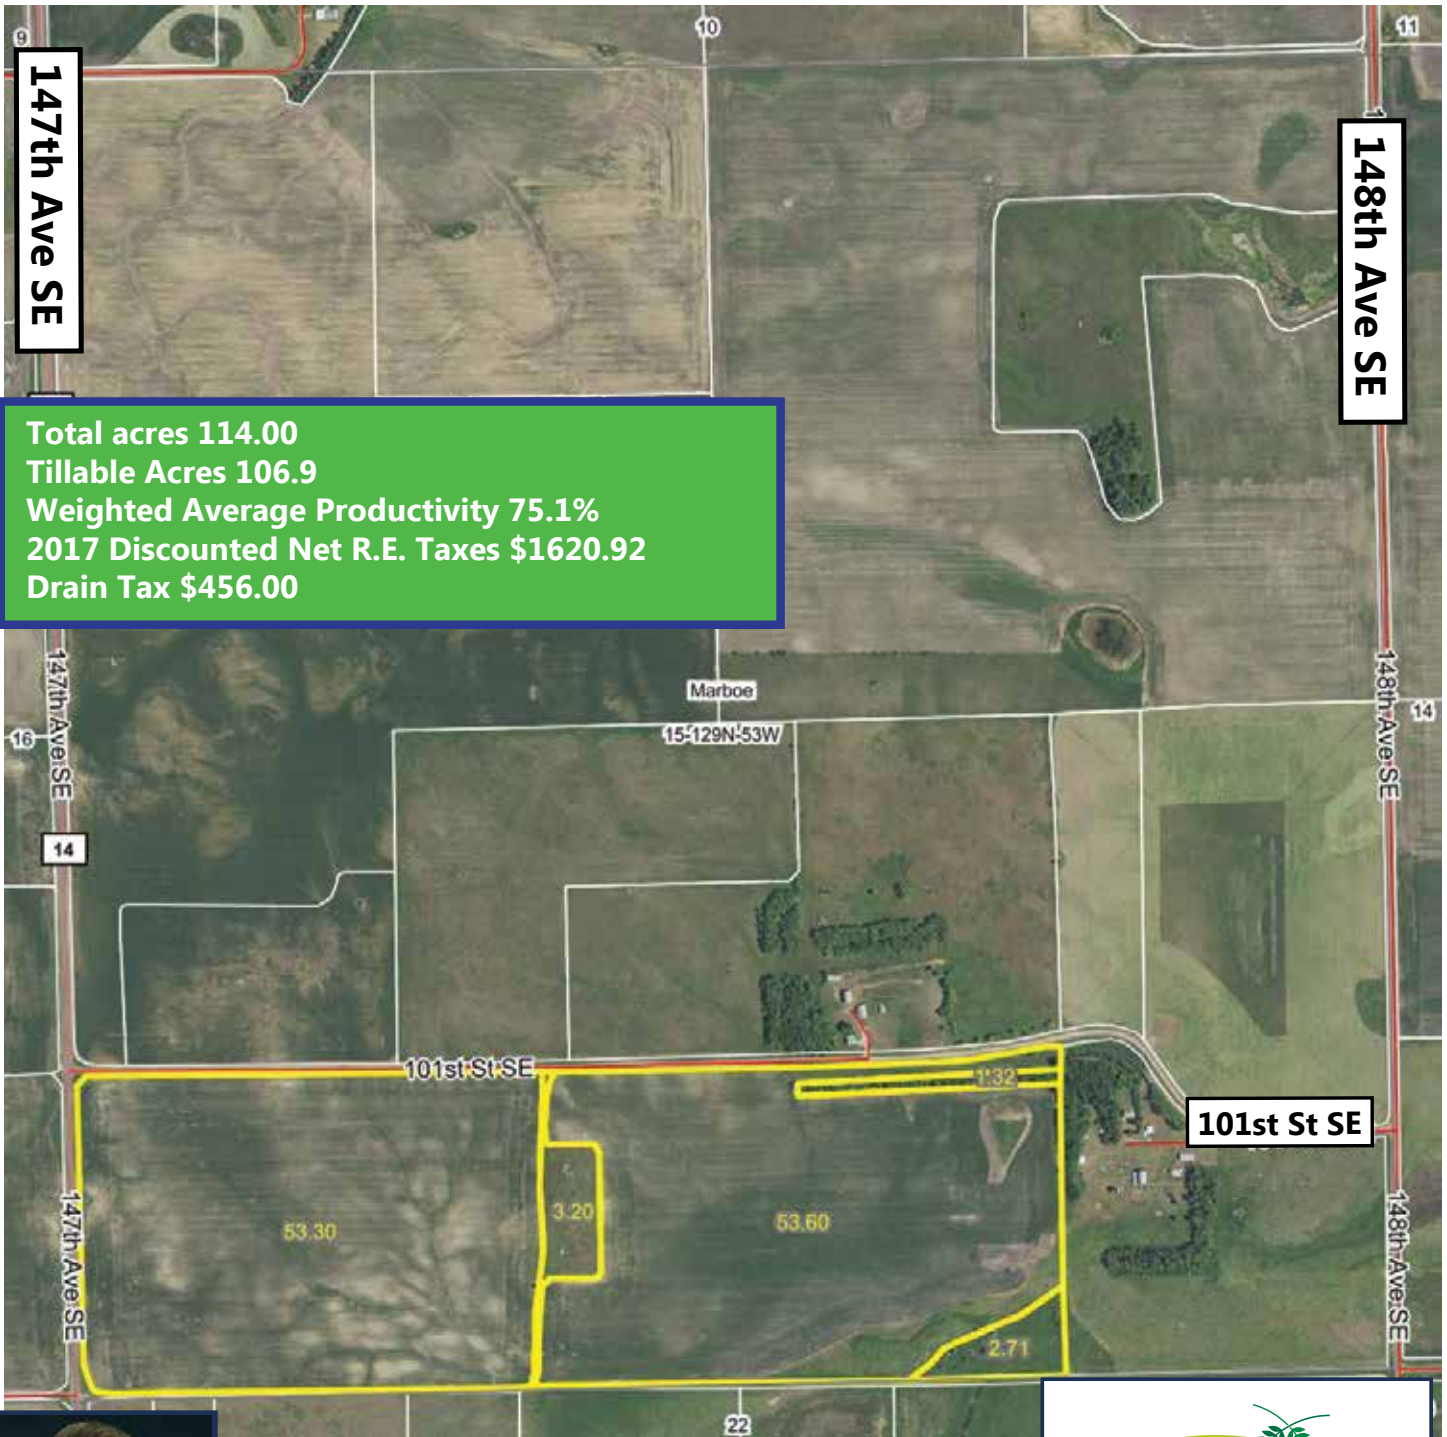 9
10
11
147th Ave SE
148th Ave SE
Total acres 114.00
Tillable Acres 106.9
Weighted Average Productivity 75.1%
2017 Discounted Net R.E. Taxes $1620.92
Drain Tax $456.00
147th Ave SE
148th Ave SE
Marboe
15-129N-53W
16
14
14
101st St SE
1.32
101st St SE
53.30
3.20
53.60
147th Ave SE
148th Ave SE
2.71
22